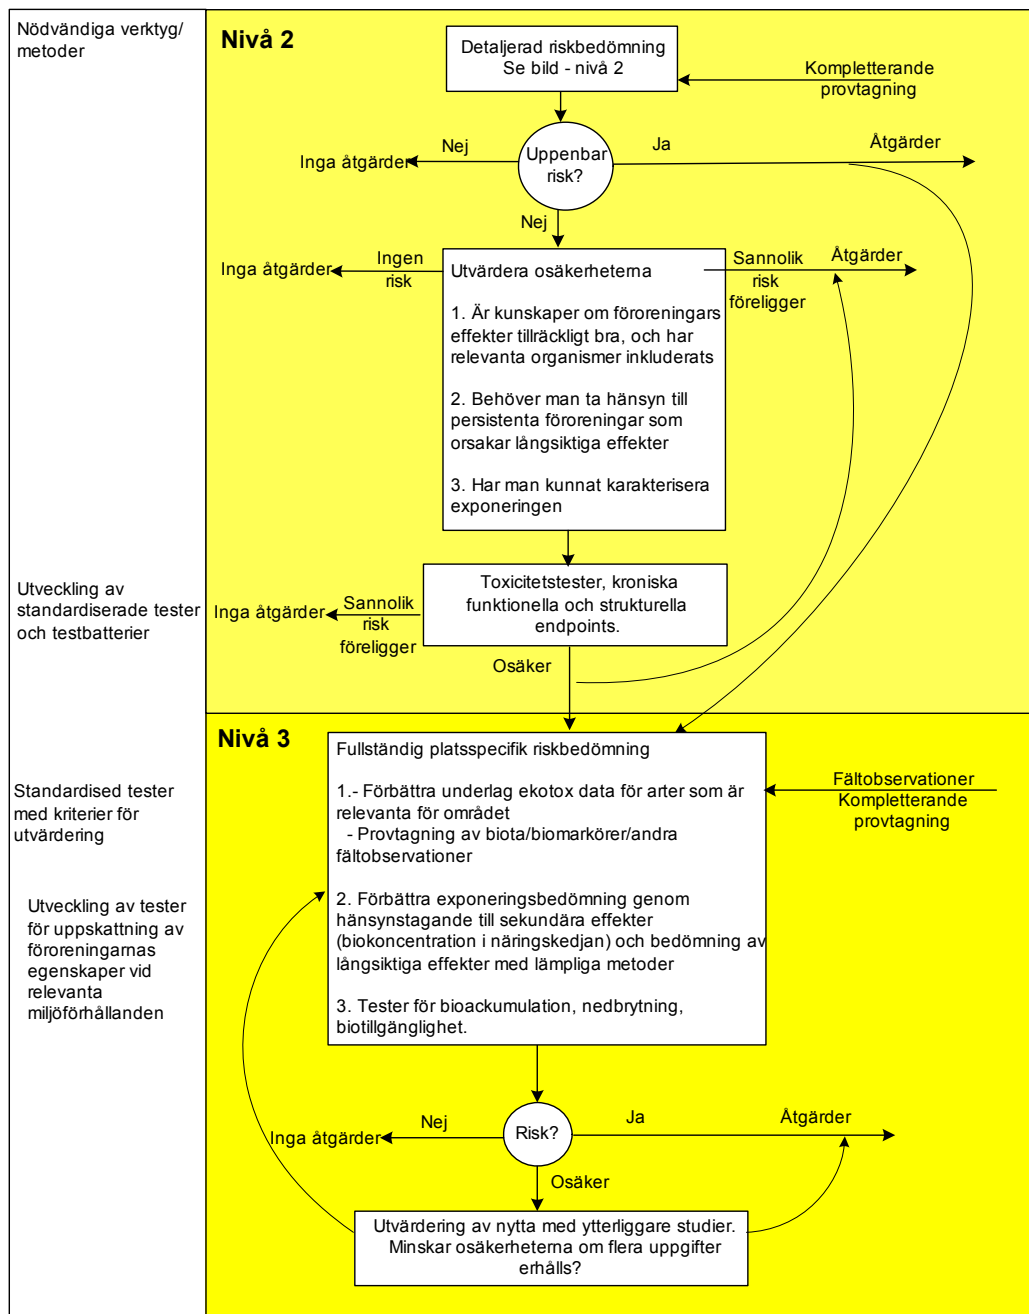 Nödvändiga verktyg/
metoder
Nivå 2
Detaljerad riskbedömning
Se bild - nivå 2
Kompletterande
provtagning
Nej
Inga åtgärder
Uppenbar
risk?
Ja
Åtgärder
Nej
Inga åtgärder
Ingen
risk
Utvärdera osäkerheterna
1. Är kunskaper om föroreningars
effekter tillräckligt bra, och har
relevanta organismer inkluderats
2. Behöver man ta hänsyn till
persistenta föroreningar som
orsakar långsiktiga effekter
3. Har man kunnat karakterisera
exponeringen
Sannolik
risk
föreligger
Åtgärder
Utveckling av
standardiserade tester
och testbatterier
Inga åtgärder
Sannolik
risk
föreligger
Toxicitetstester, kroniska
funktionella och strukturella
endpoints.
Osäker
Nivå 3
Standardised tester
med kriterier för
utvärdering
Utveckling av tester
för uppskattning av
föroreningarnas
egenskaper vid
relevanta
miljöförhållanden
Fullständig platsspecifik riskbedömning
1.- Förbättra underlag ekotox data för arter som är
relevanta för området
- Provtagning av biota/biomarkörer/andra
fältobservationer
2. Förbättra exponeringsbedömning genom
hänsynstagande till sekundära effekter
(biokoncentration i näringskedjan) och bedömning av
långsiktiga effekter med lämpliga metoder
3. Tester för bioackumulation, nedbrytning,
biotillgänglighet.
Fältobservationer
Kompletterande
provtagning
Inga åtgärder
Nej
Risk?
Ja
Åtgärder
Osäker
Utvärdering av nytta med ytterliggare studier.
Minskar osäkerheterna om flera uppgifter
erhålls?